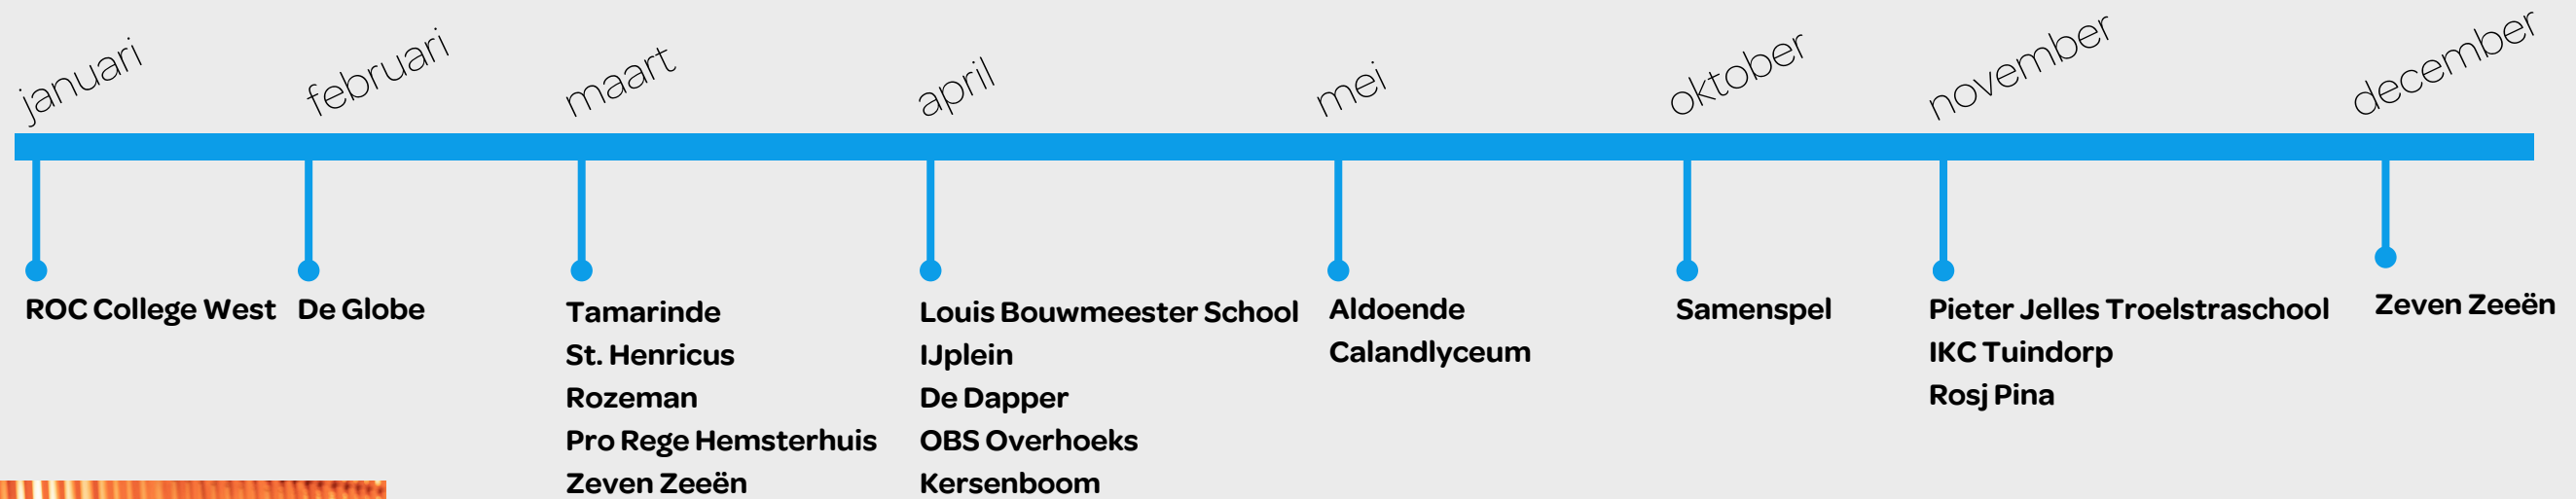 januari
februari
maart
april
mei
oktober
november
december
ROC College West
De Globe
Tamarinde
St. Henricus
Rozeman
Pro Rege Hemsterhuis
Zeven Zeeën
Louis Bouwmeester School
IJplein
De Dapper
OBS Overhoeks
Kersenboom
Aldoende
Calandlyceum
Samenspel
Pieter Jelles Troelstraschool
IKC Tuindorp
Rosj Pina
Zeven Zeeën